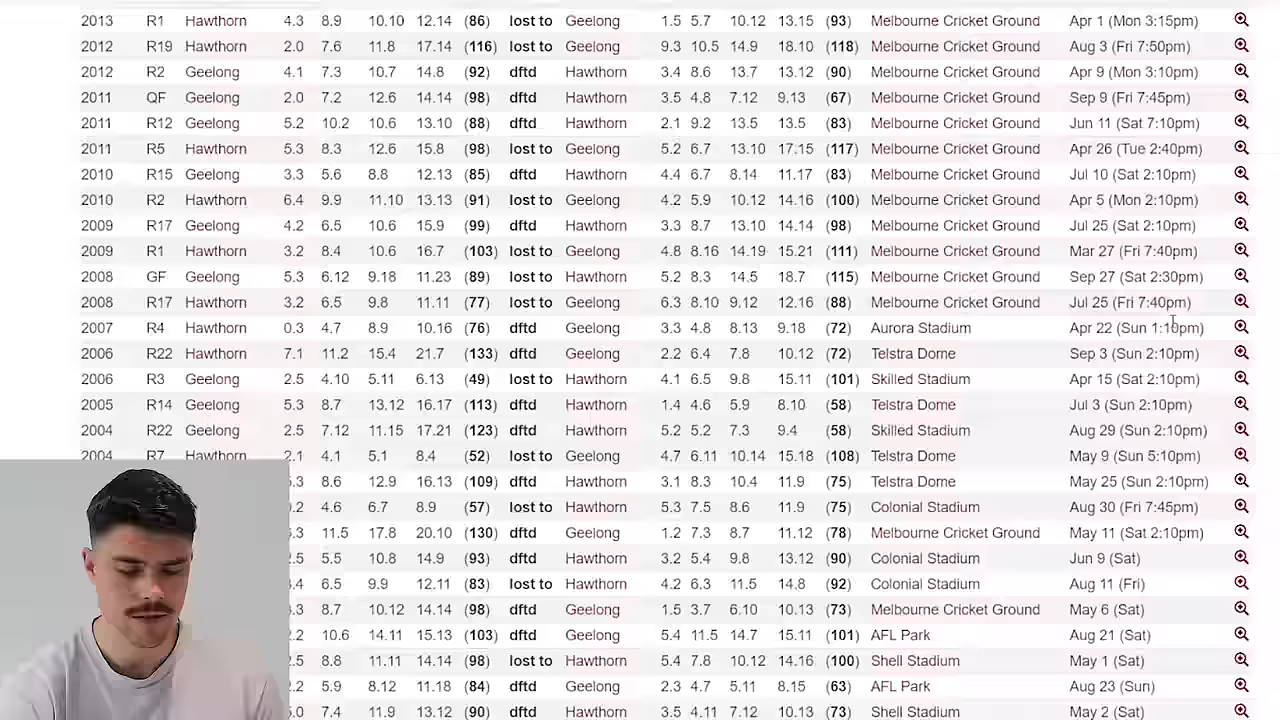 2013 R1 Hawthorn 4.3 8.9 10.10 12.14 (86) lost to Geelong 1.5 5.7 10.12 13.15 (93) Melbourne Cricket Ground Apr 1 (Mon 3:15pm)
2012 R19 Hawthorn 2.0 7.6 11.8 17.14 (116) lost to Geelong 9.3 10.5 14.9 18.10 (118) Melbourne Cricket Ground Aug 3 (Fri 7:50pm)
2012 R2 Geelong 4.1 7.3 10.7 14.8 (92) dftd Hawthorn 3.4 8.6 13.7 13.12 (90) Melbourne Cricket Ground Apr 9 (Mon 3:10pm)
2011 QF Geelong 2.0 7.2 12.6 14.14 (98) dftd Hawthorn 3.5 4.8 7.12 9.13 (67) Melbourne Cricket Ground Sep 9 (Fri 7:45pm)
2011 R12 Geelong 5.2 10.2 10.6 13.10 (88) dftd Hawthorn 2.1 9.2 13.5 13.5 (83) Melbourne Cricket Ground Jun 11 (Sat 7:10pm)
2011 R5 Hawthorn 5.3 8.3 12.6 15.8 (98) lost to Geelong 5.2 6.7 13.10 17.15 (117) Melbourne Cricket Ground Apr 26 (Tue 2:40pm)
2010 R15 Geelong 3.3 5.6 8.8 12.13 (85) dftd Hawthorn 4.4 6.7 8.14 11.17 (83) Melbourne Cricket Ground Jul 10 (Sat 2:10pm)
2010 R2 Hawthorn 6.4 9.9 11.10 13.13 (91) lost to Geelong 4.2 5.9 10.12 14.16 (100) Melbourne Cricket Ground Apr 5 (Mon 2:10pm)
2009 R17 Geelong 4.2 6.5 10.6 15.9 (99) dftd Hawthorn 3.3 8.7 13.10 14.14 (98) Melbourne Cricket Ground Jul 25 (Sat 2:10pm)
2009 R1 Hawthorn 3.2 8.4 10.6 16.7 (103) lost to Geelong 4.8 8.16 14.19 15.21 (111) Melbourne Cricket Ground Mar 27 (Fri 7:40pm)
2008 GF Geelong 5.3 6.12 9.18 11.23 (89) lost to Hawthorn 5.2 8.3 14.5 18.7 (115) Melbourne Cricket Ground Sep 27 (Sat 2:30pm)
2008 R17 Hawthorn 3.2 6.5 9.8 11.11 (77) lost to Geelong 6.3 8.10 9.12 12.16 (88) Melbourne Cricket Ground Jul 25 (Fri 7:40pm)
2007 R4 Hawthorn 0.3 4.7 8.9 10.16 (76) dftd Geelong 3.3 4.8 8.13 9.18 (72) Aurora Stadium Apr 22 (Sun 1:10pm)
2006 R22 Hawthorn 7.1 11.2 15.4 21.7 (133) dftd Geelong 2.2 6.4 7.8 10.12 (72) Telstra Dome Sep 3 (Sun 2:10pm)
2006 R3 Geelong 2.5 4.10 5.11 6.13 (49) lost to Hawthorn 4.1 6.5 9.8 15.11 (101) Skilled Stadium Apr 15 (Sat 2:10pm)
2005 R14 Geelong 5.3 8.7 13.12 16.17 (113) dftd Hawthorn 1.4 4.6 5.9 8.10 (58) Telstra Dome Jul 3 (Sun 2:10pm)
2004 R22 Geelong 2.5 7.12 11.15 17.21 (123) dftd Hawthorn 5.2 5.2 7.3 9.4 (58) Skilled Stadium Aug 29 (Sun 2:10pm)
2004 R7 Hawthorn 2.1 4.1 5.1 8.4 (52) lost to Geelong 4.7 6.11 10.14 15.18 (108) Telstra Dome May 9 (Sun 5:10pm)
.3 8.6 12.9 16.13 (109) dftd Hawthorn 3.1 8.3 10.4 11.9 (75) Telstra Dome May 25 (Sun 2:10pm)
.2 4.6 6.7 8.9 (57) lost to Hawthorn 5.3 7.5 8.6 11.9 (75) Colonial Stadium Aug 30 (Fri 7:45pm)
.3 11.5 17.8 20.10 (130) dftd Geelong 1.2 7.3 8.7 11.12 (78) Melbourne Cricket Ground May 11 (Sat 2:10pm)
.5 5.5 10.8 14.9 (93) dftd Hawthorn 3.2 5.4 9.8 13.12 (90) Colonial Stadium Jun 9 (Sat)
.4 6.5 9.9 12.11 (83) lost to Hawthorn 4.2 6.3 11.5 14.8 (92) Colonial Stadium Aug 11 (Fri)
.3 8.7 10.12 14.14 (98) dftd Geelong 1.5 3.7 6.10 10.13 (73) Melbourne Cricket Ground May 6 (Sat)
.2 10.6 14.11 15.13 (103) dftd Geelong 5.4 11.5 14.7 15.11 (101) AFL Park Aug 21 (Sat)
.5 8.8 11.11 14.14 (98) lost to Hawthorn 5.4 7.8 10.12 14.16 (100) Shell Stadium May 1 (Sat)
.2 5.9 8.12 11.18 (84) dftd Geelong 2.3 4.7 5.11 8.15 (63) AFL Park Aug 23 (Sun)
.0 7.4 11.9 13.12 (90) dftd Hawthorn 3.5 4.11 7.12 10.13 (73) Shell Stadium May 2 (Sat)